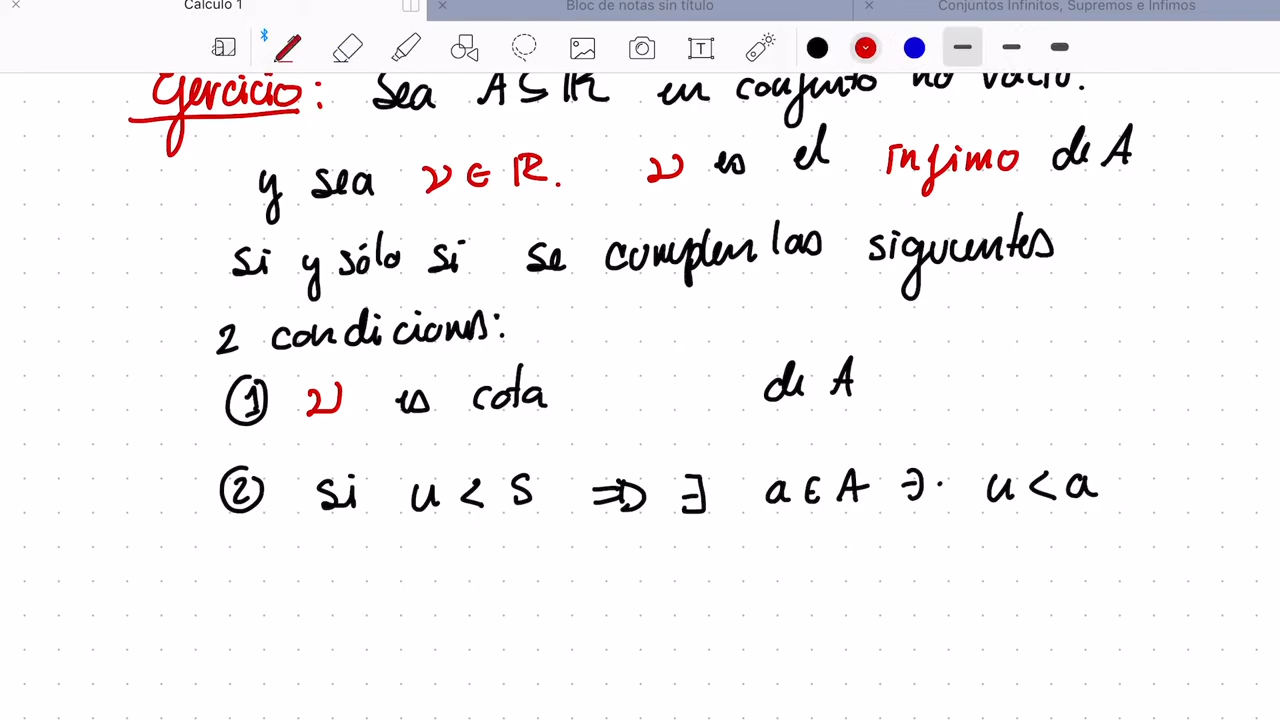 Calculo 1
Bloc de notas sin título
Conjuntos Infinitos, Supremos e Infimos
Ejercicio: Sea A ⊆ ℝ un conjunto no vacío.
y sea ν ∈ ℝ. ν es el ínfimo de A
si y sólo si se cumplen las siguientes
2 condiciones:
① ν es cota de A
② si u < S ⇒ ∃ a ∈ A ∋· u < a